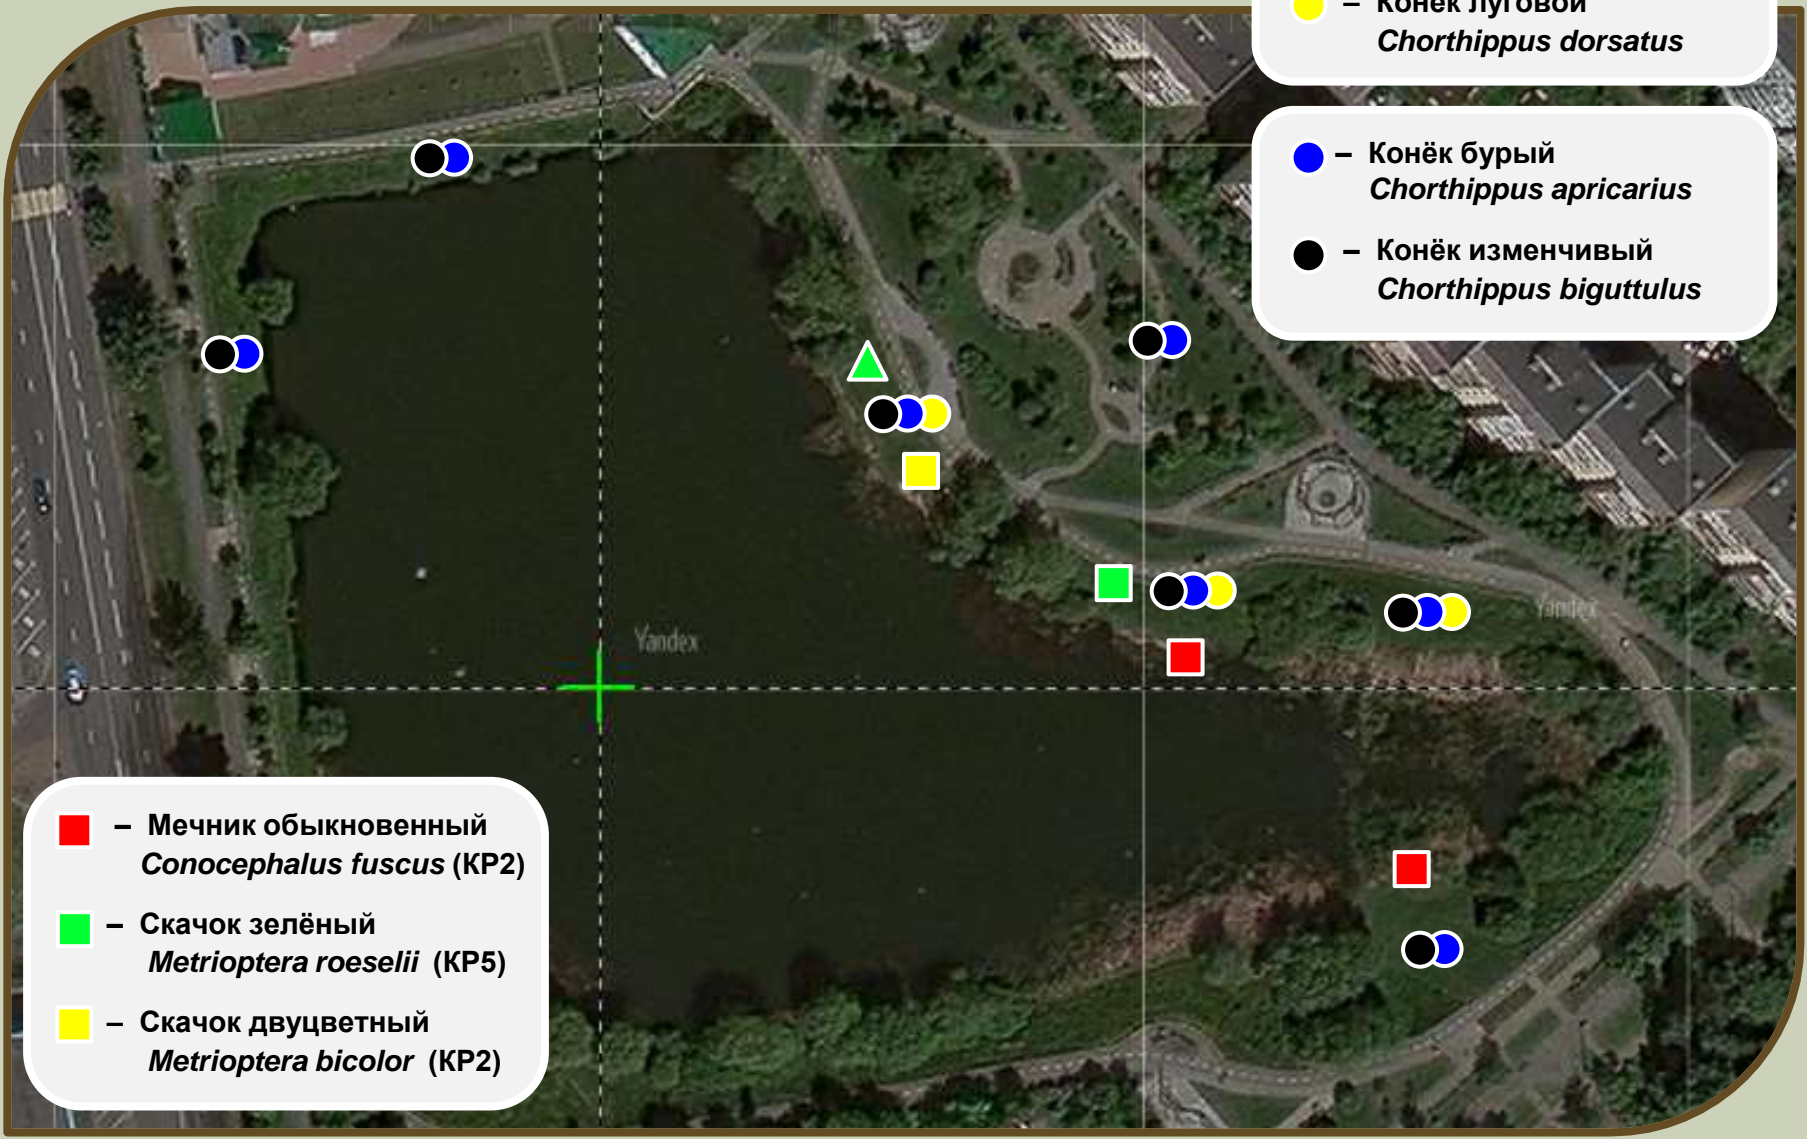 – Конёк луговой
Chorthippus dorsatus
– Конёк бурый
Chorthippus apricarius
– Конёк изменчивый
Chorthippus biguttulus
Yandex
Yandex
– Мечник обыкновенный
Conocephalus fuscus (КР2)
– Скачок зелёный
Metrioptera roeselii (КР5)
– Скачок двуцветный
Metrioptera bicolor (КР2)